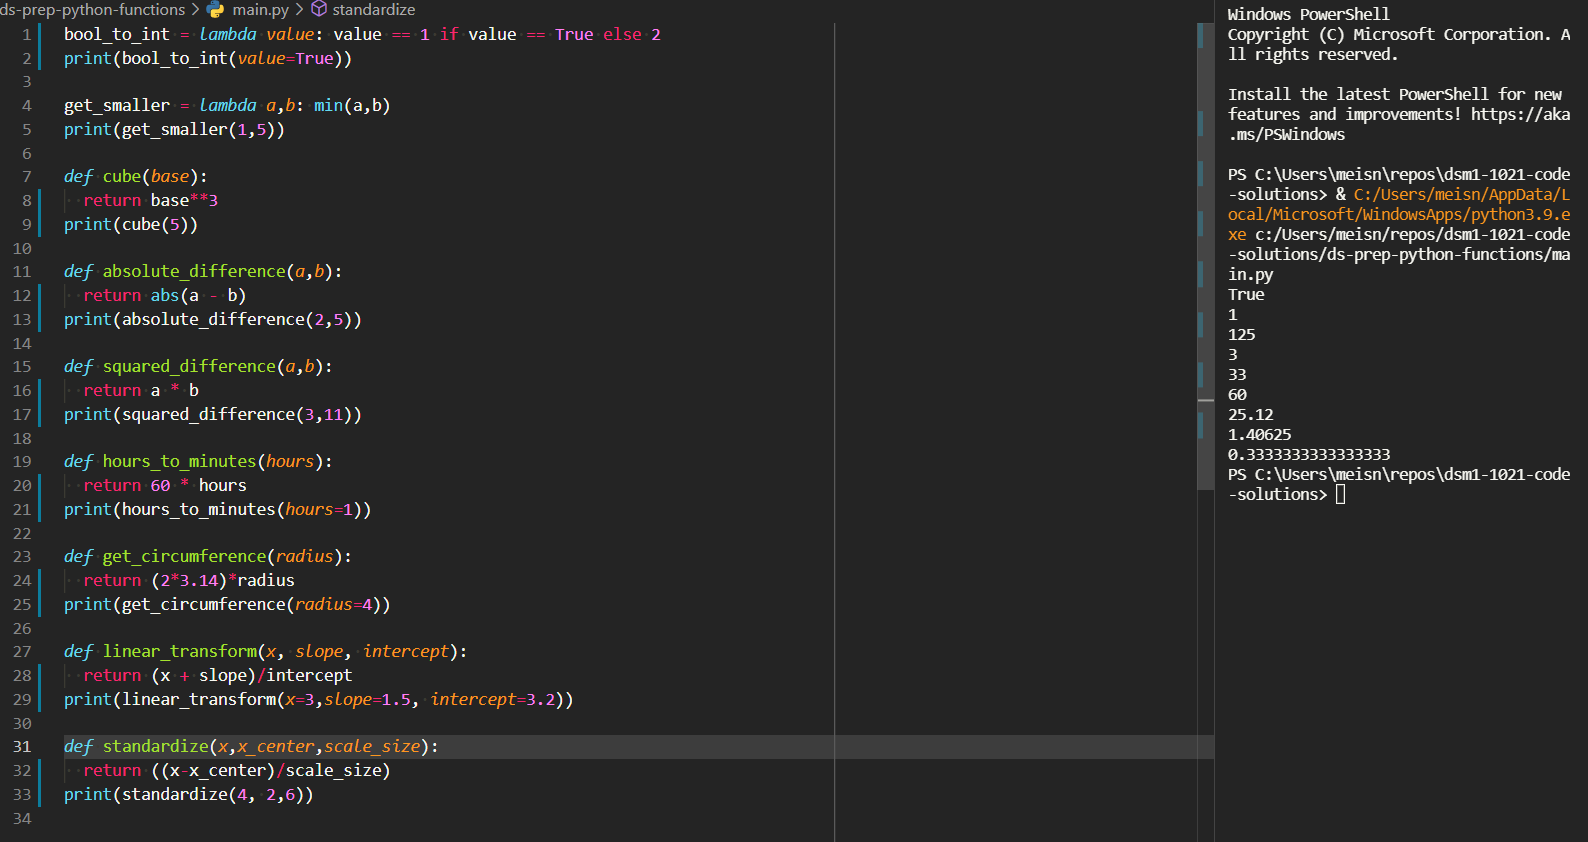 ds-prep-python-functions > main.py > standardize
1 bool_to_int = lambda value: value == 1 if value == True else 2
2 print(bool_to_int(value=True))
3
4 get_smaller = lambda a,b: min(a,b)
5 print(get_smaller(1,5))
6
7 def cube(base):
8   return base**3
9 print(cube(5))
10
11 def absolute_difference(a,b):
12   return abs(a - b)
13 print(absolute_difference(2,5))
14
15 def squared_difference(a,b):
16   return a * b
17 print(squared_difference(3,11))
18
19 def hours_to_minutes(hours):
20   return 60 * hours
21 print(hours_to_minutes(hours=1))
22
23 def get_circumference(radius):
24   return (2*3.14)*radius
25 print(get_circumference(radius=4))
26
27 def linear_transform(x, slope, intercept):
28   return (x + slope)/intercept
29 print(linear_transform(x=3,slope=1.5, intercept=3.2))
30
31 def standardize(x,x_center,scale_size):
32   return ((x-x_center)/scale_size)
33 print(standardize(4, 2,6))
34
Windows PowerShell
Copyright (C) Microsoft Corporation. A
ll rights reserved.
Install the latest PowerShell for new
features and improvements! https://aka
.ms/PSWindows
PS C:\Users\meisn\repos\dsm1-1021-code
-solutions> & C:/Users/meisn/AppData/L
ocal/Microsoft/WindowsApps/python3.9.e
xe c:/Users/meisn/repos/dsm1-1021-code
-solutions/ds-prep-python-functions/ma
in.py
True
1
125
3
33
60
25.12
1.40625
0.3333333333333333
PS C:\Users\meisn\repos\dsm1-1021-code
-solutions>